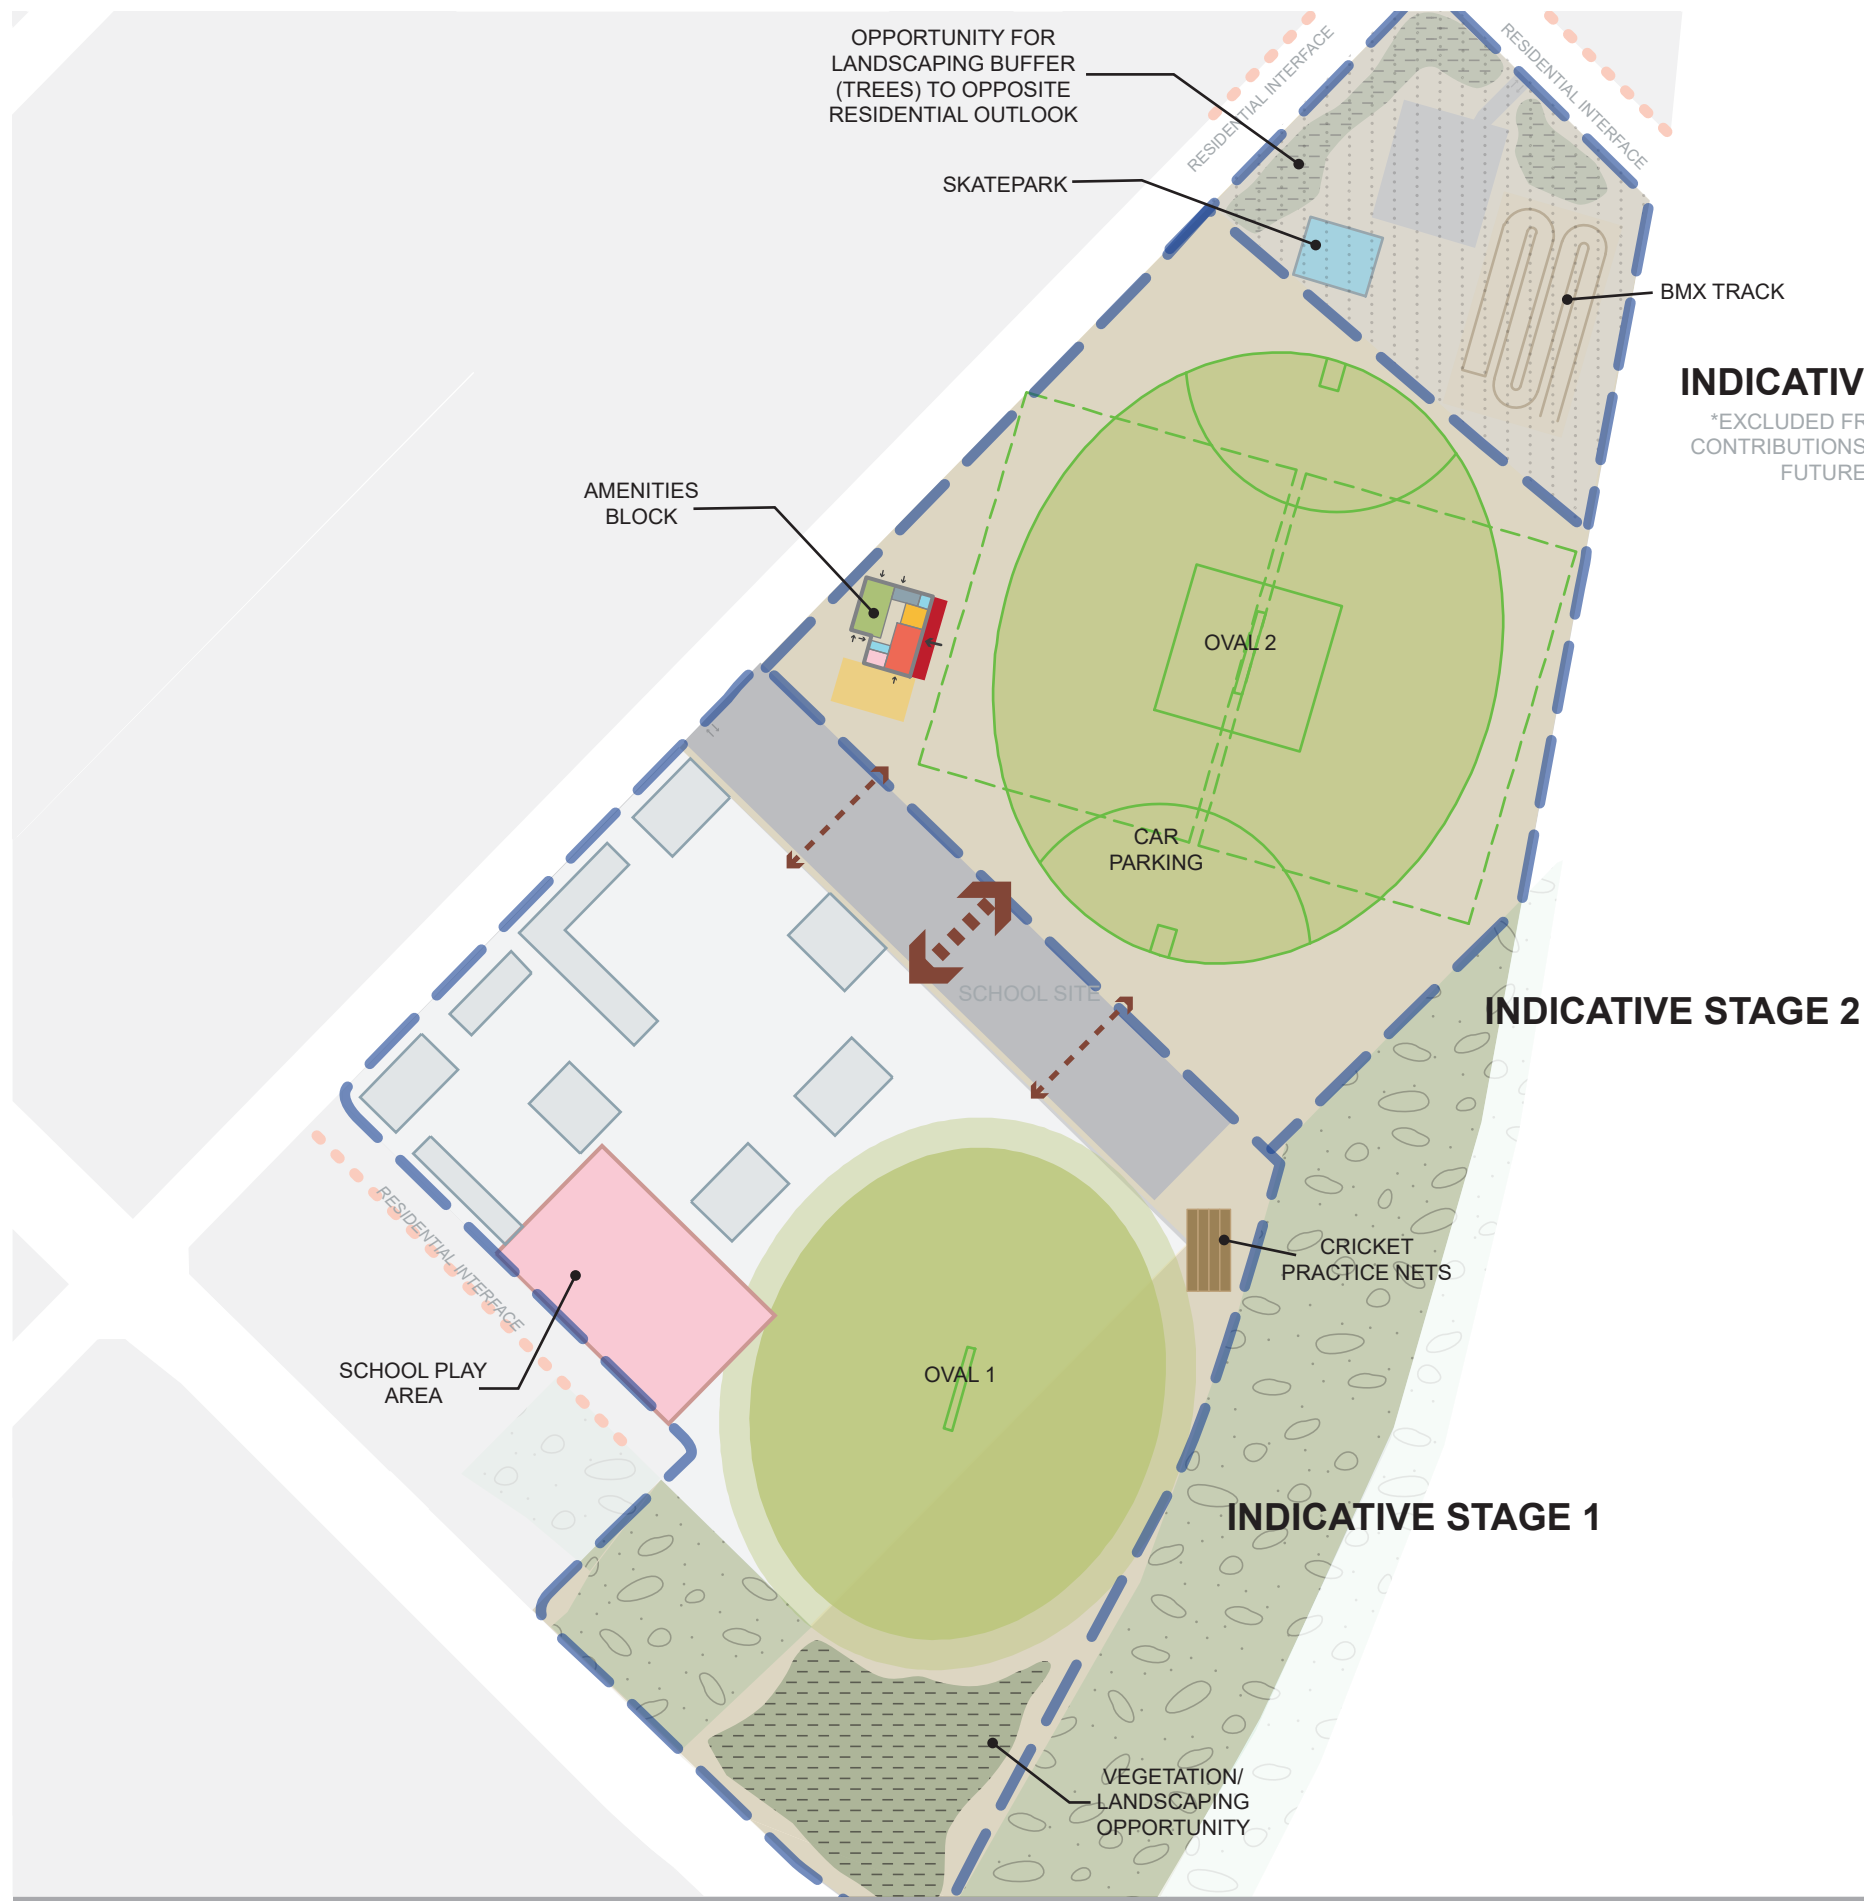 OPPORTUNITY FOR
LANDSCAPING BUFFER
(TREES) TO OPPOSITE
RESIDENTIAL OUTLOOK
RESIDENTIAL INTERFACE
RESIDENTIAL INTERFACE
SKATEPARK
BMX TRACK
INDICATIV
*EXCLUDED FR
CONTRIBUTIONS
FUTURE
AMENITIES
BLOCK
OVAL 2
CAR
PARKING
SCHOOL SITE
INDICATIVE STAGE 2
RESIDENTIAL INTERFACE
CRICKET
PRACTICE NETS
SCHOOL PLAY
AREA
OVAL 1
INDICATIVE STAGE 1
VEGETATION/
LANDSCAPING
OPPORTUNITY